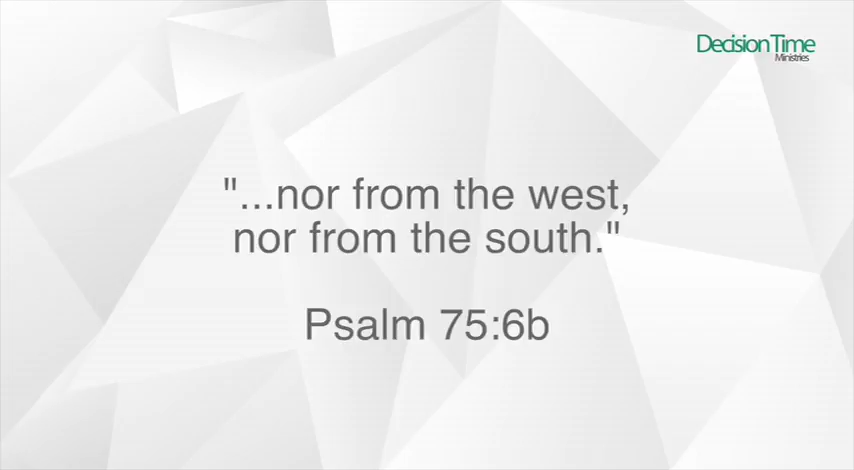 DecisionTime
Ministries
"...nor from the west,
nor from the south."
Psalm 75:6b